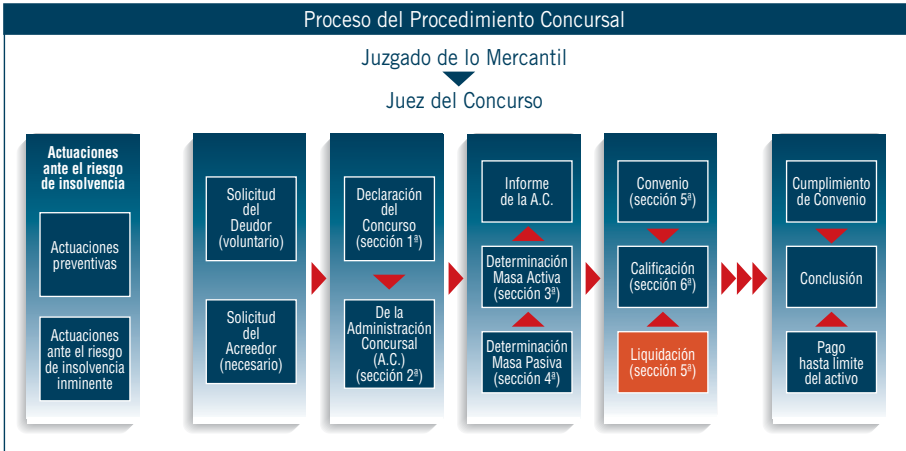 Proceso del Procedimiento Concursal
Juzgado de lo Mercantil
Juez del Concurso
Actuaciones
ante el riesgo
de insolvencia
Actuaciones
preventivas
Actuaciones
ante el riesgo
de insolvencia
inminente
Solicitud
del
Deudor
(voluntario)
Solicitud
del
Acreedor
(necesario)
Declaración
del
Concurso
(sección 1ª)
De la
Administración
Concursal
(A.C.)
(sección 2ª)
Informe
de la A.C.
Determinación
Masa Activa
(sección 3ª)
Determinación
Masa Pasiva
(sección 4ª)
Convenio
(sección 5ª)
Calificación
(sección 6ª)
Liquidación
(sección 5ª)
Cumplimiento
de Convenio
Conclusión
Pago
hasta limite
del activo